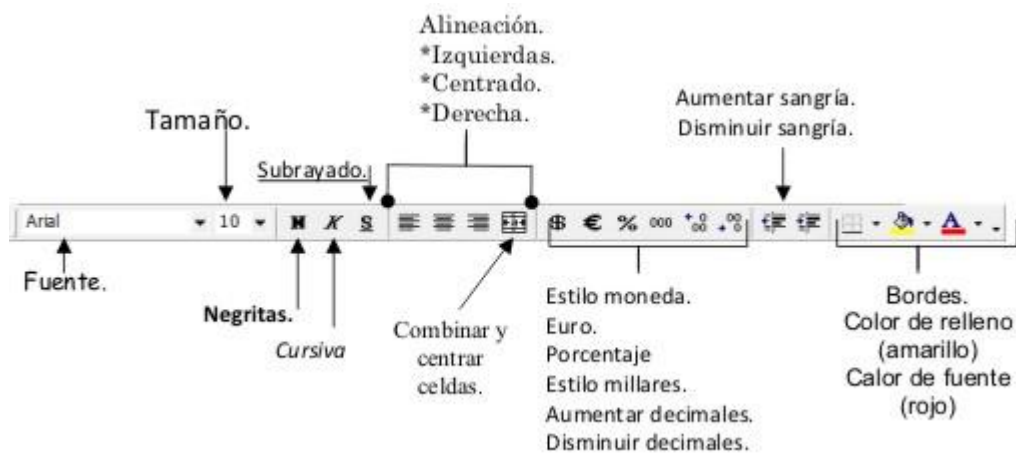 Alineación.
*Izquierdas.
*Centrado.
*Derecha.
Aumentar sangría.
Disminuir sangría.
Tamaño.
Subrayado.
Arial 10 N K S $ € % 000 A
Fuente.
Negritas.
Cursiva
Combinar y
centrar
celdas.
Estilo moneda.
Euro.
Porcentaje
Estilo millares.
Aumentar decimales.
Disminuir decimales.
Bordes.
Color de relleno
(amarillo)
Calor de fuente
(rojo)